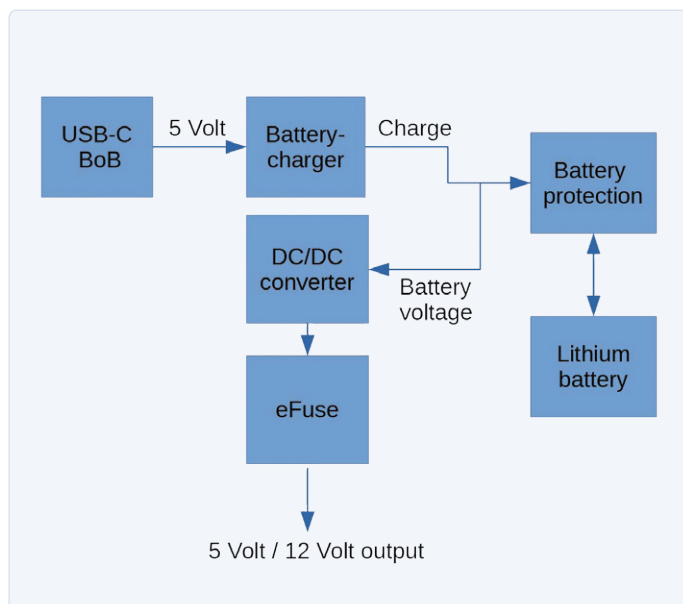 USB-C
BoB
5 Volt
Battery-
charger
Charge
Battery
protection
DC/DC
converter
Battery
voltage
Lithium
battery
eFuse
5 Volt / 12 Volt output